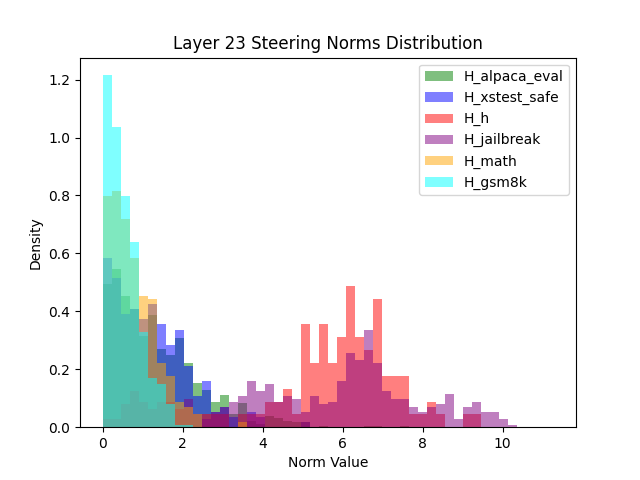 Layer 23 Steering Norms Distribution
H_alpaca_eval
H_xstest_safe
H_h
H_jailbreak
H_math
H_gsm8k
Density
1.2
1.0
0.8
0.6
0.4
0.2
0.0
0
2
4
6
8
10
Norm Value